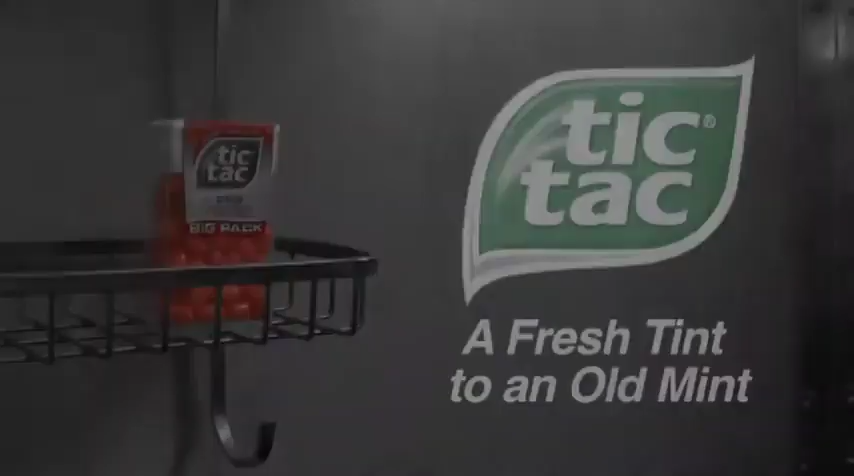 tic
tac
BIG PACK
tic®
tac
A Fresh Tint
to an Old Mint